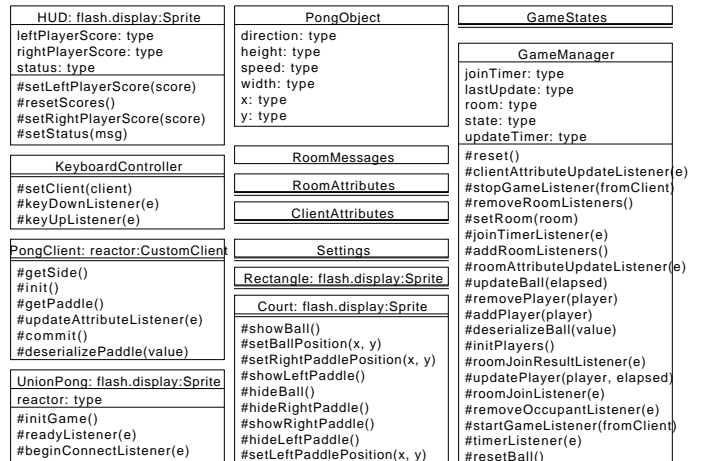 HUD: flash.display:Sprite
leftPlayerScore: type
rightPlayerScore: type
status: type
#setLeftPlayerScore(score)
#resetScores()
#setRightPlayerScore(score)
#setStatus(msg)
KeyboardController
#setClient(client)
#keyDownListener(e)
#keyUpListener(e)
PongClient: reactor:CustomClient
#getSide()
#init()
#getPaddle()
#updateAttributeListener(e)
#commit()
#deserializePaddle(value)
UnionPong: flash.display:Sprite
reactor: type
#initGame()
#readyListener(e)
#beginConnectListener(e)
PongObject
direction: type
height: type
speed: type
width: type
x: type
y: type
RoomMessages
RoomAttributes
ClientAttributes
Settings
Rectangle: flash.display:Sprite
Court: flash.display:Sprite
#showBall()
#setBallPosition(x, y)
#setRightPaddlePosition(x, y)
#showLeftPaddle()
#hideBall()
#hideRightPaddle()
#showRightPaddle()
#hideLeftPaddle()
#setLeftPaddlePosition(x, y)
GameStates
GameManager
joinTimer: type
lastUpdate: type
room: type
state: type
updateTimer: type
#reset()
#clientAttributeUpdateListener(e)
#stopGameListener(fromClient)
#removeRoomListeners()
#setRoom(room)
#joinTimerListener(e)
#addRoomListeners()
#roomAttributeUpdateListener(e)
#updateBall(elapsed)
#removePlayer(player)
#addPlayer(player)
#deserializeBall(value)
#initPlayers()
#roomJoinResultListener(e)
#updatePlayer(player, elapsed)
#roomJoinListener(e)
#removeOccupantListener(e)
#startGameListener(fromClient)
#timerListener(e)
#resetBall()